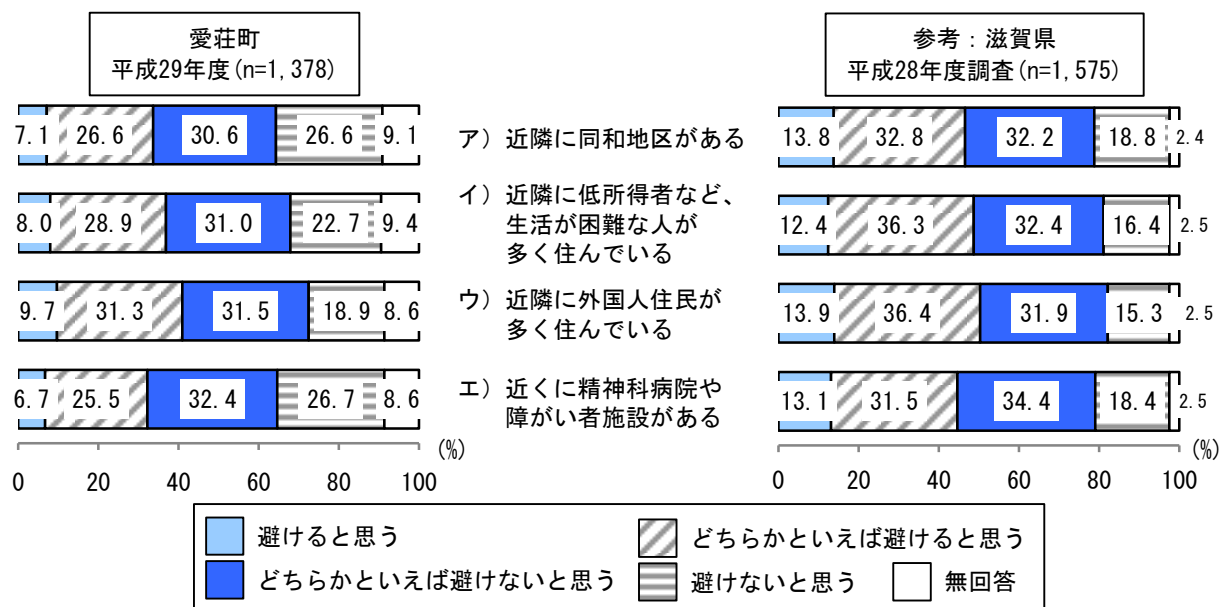 愛荘町
平成29年度(n=1,378)
参考：滋賀県
平成28年度調査(n=1,575)
7.1 26.6 30.6 26.6 9.1
ア）近隣に同和地区がある
13.8 32.8 32.2 18.8 2.4
8.0 28.9 31.0 22.7 9.4
イ）近隣に低所得者など、
生活が困難な人が
多く住んでいる
12.4 36.3 32.4 16.4 2.5
9.7 31.3 31.5 18.9 8.6
ウ）近隣に外国人住民が
多く住んでいる
13.9 36.4 31.9 15.3 2.5
6.7 25.5 32.4 26.7 8.6
エ）近くに精神科病院や
障がい者施設がある
13.1 31.5 34.4 18.4 2.5
(%)
0 20 40 60 80 100
(%)
0 20 40 60 80 100
避けると思う
どちらかといえば避けると思う
どちらかといえば避けないと思う
避けないと思う
無回答